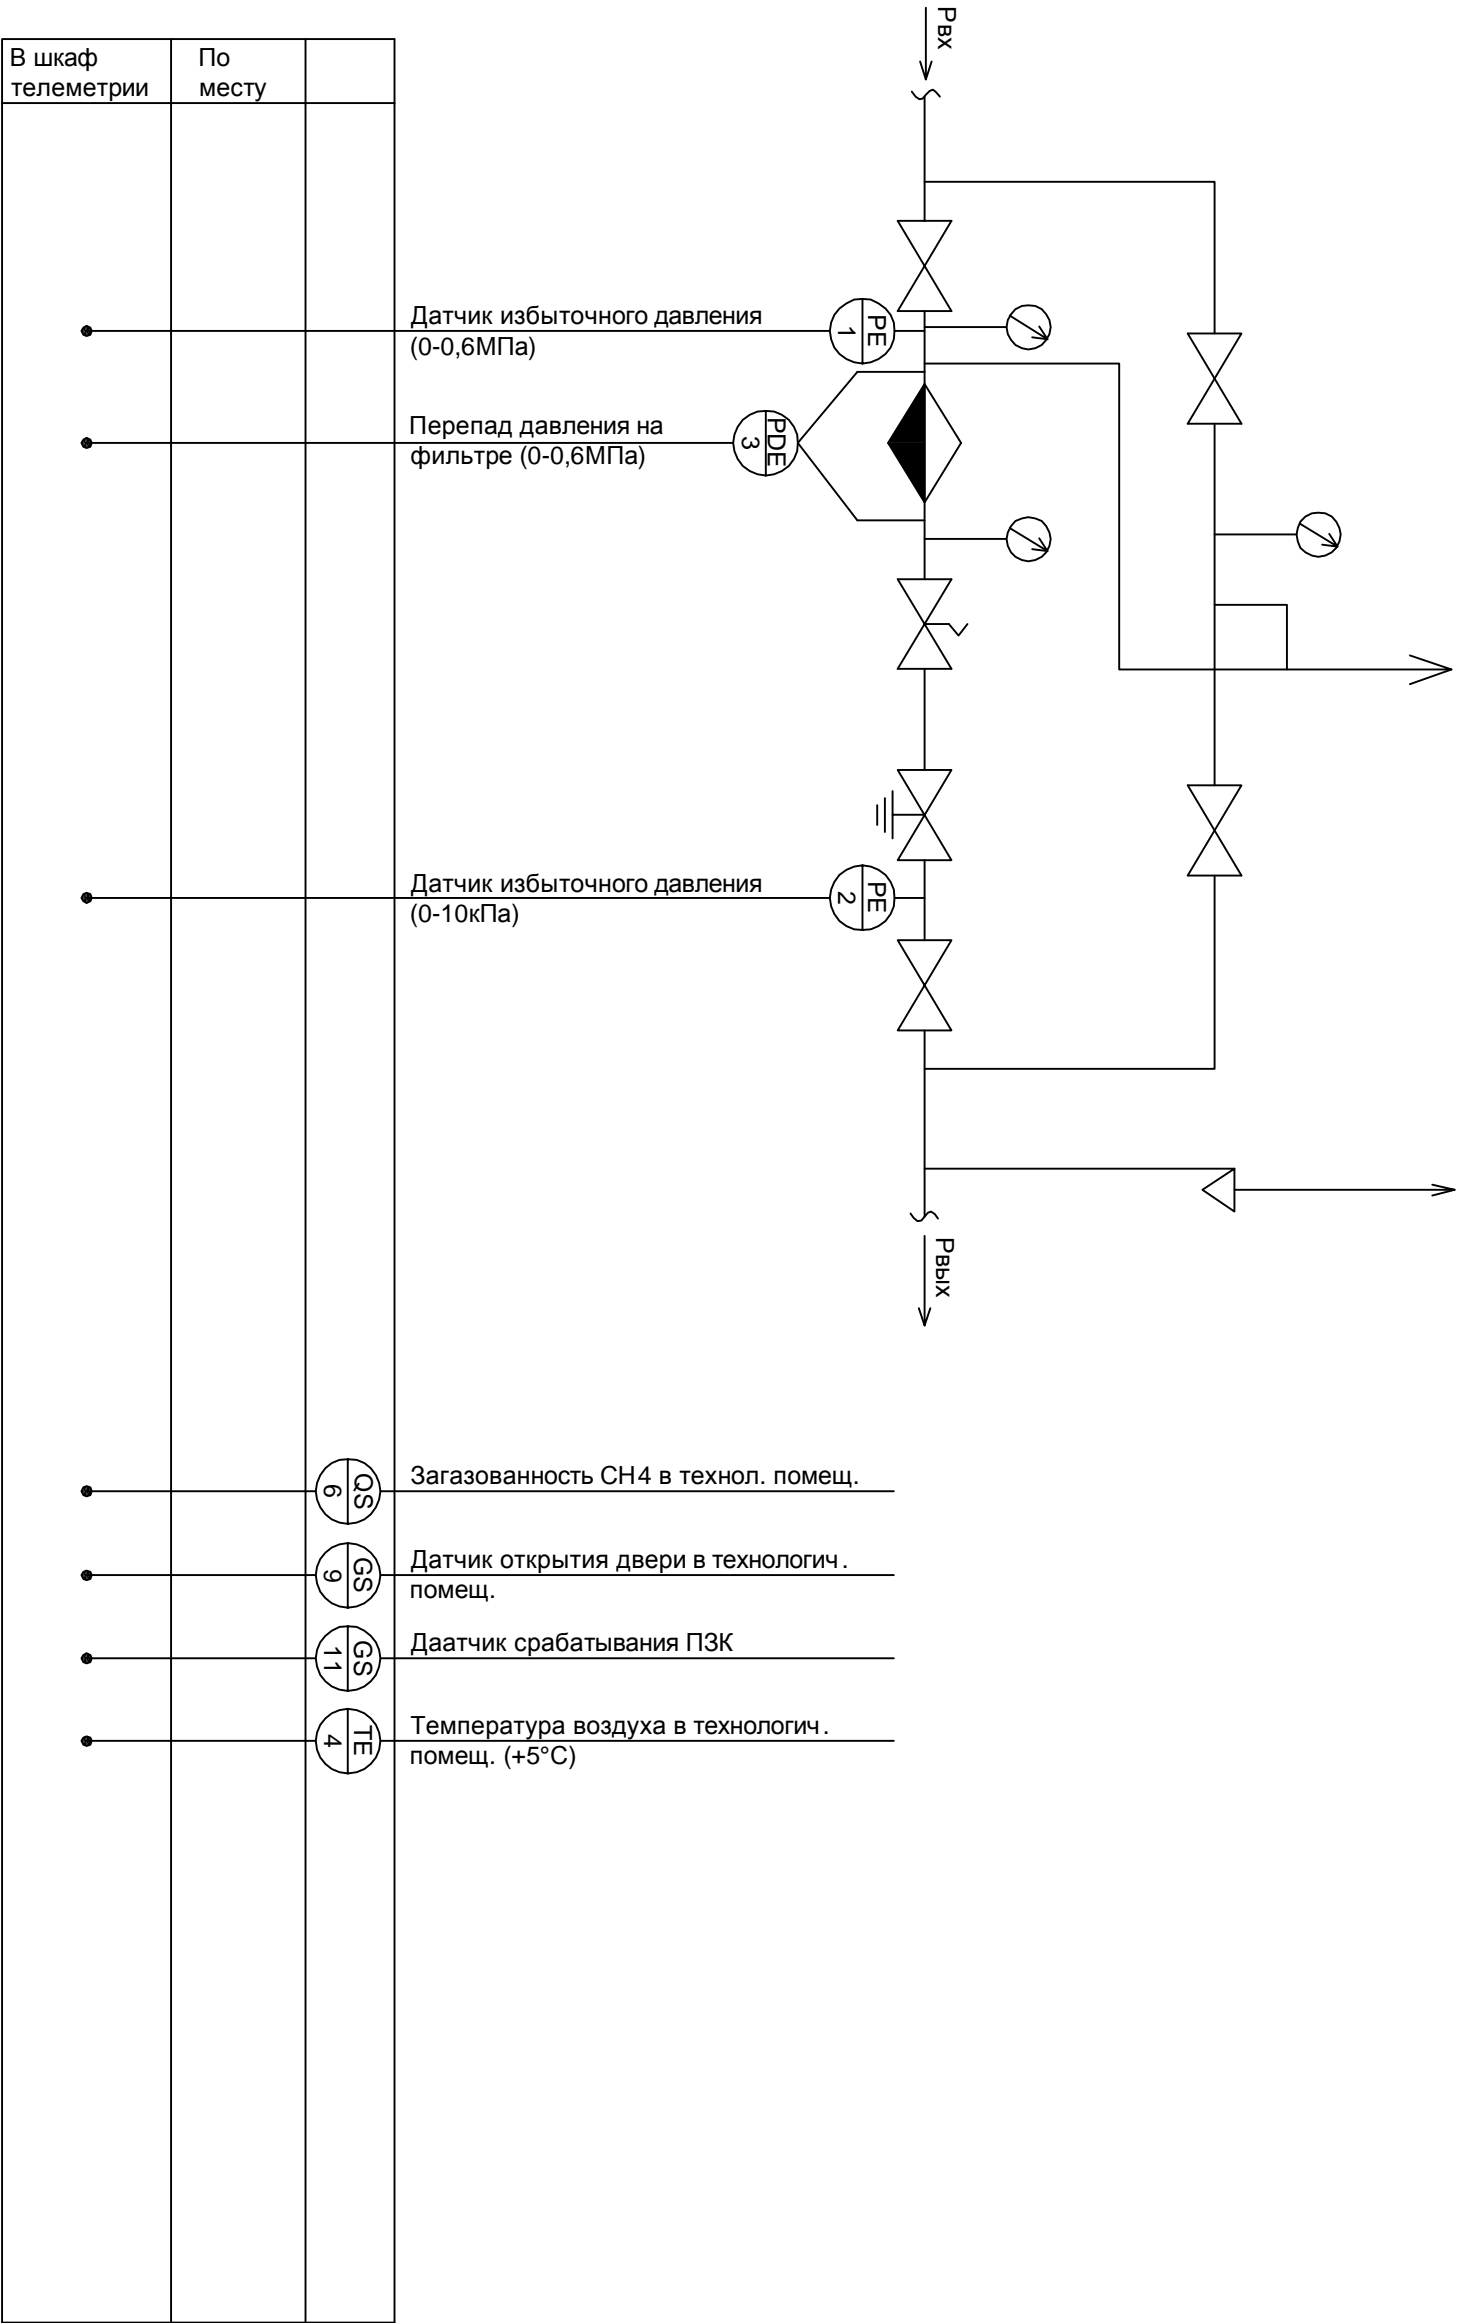 Рвх
В шкаф
телеметрии
По
месту
Датчик избыточного давления
(0-0,6МПа)
PE
1
Перепад давления на
фильтре (0-0,6МПа)
PDE
3
Датчик избыточного давления
(0-10кПа)
PE
2
Рвых
QS
6
Загазованность СН4 в технол. помещ.
GS
9
Датчик открытия двери в технологич.
помещ.
GS
11
Даатчик срабатывания ПЗК
TE
4
Температура воздуха в технологич.
помещ. (+5°С)